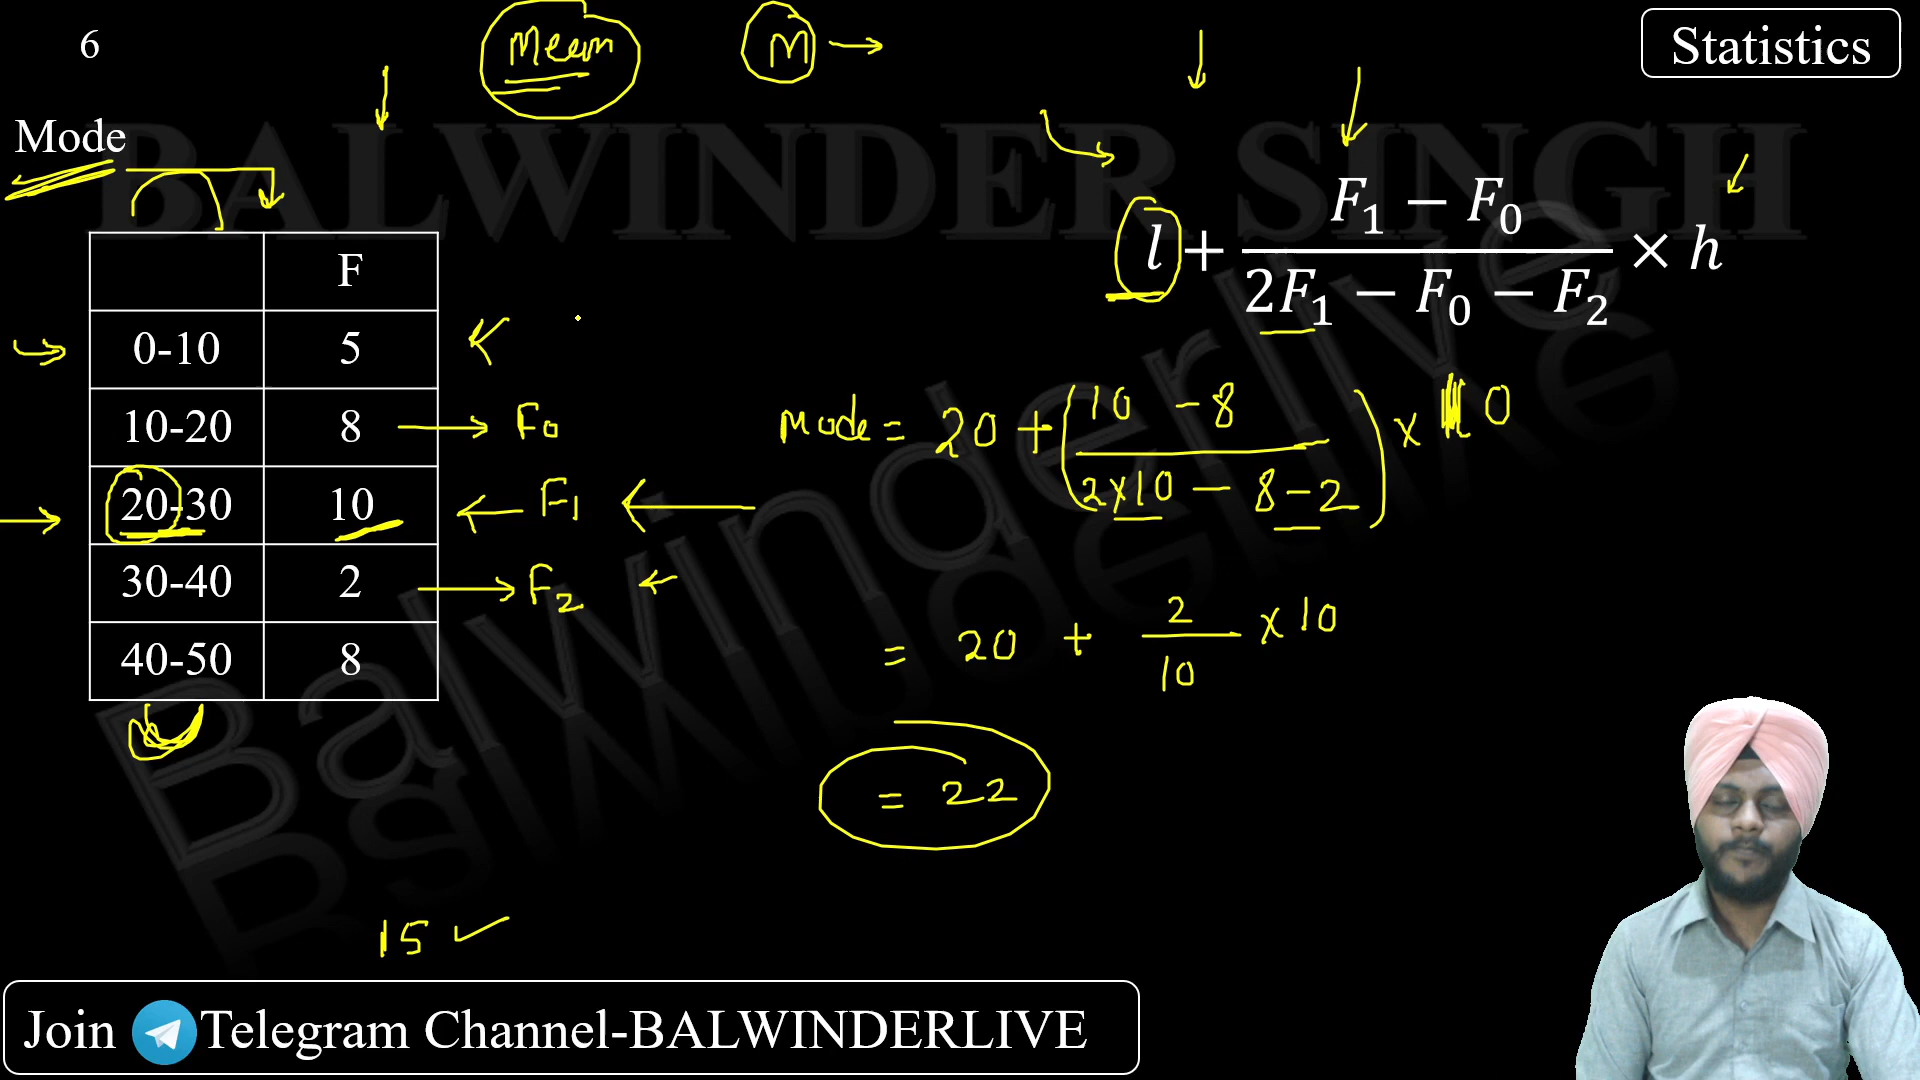 6
Mean
M
Statistics
Mode
BALWINDER SINGH
F
0-10 5
10-20 8 F0
20-30 10 F1
30-40 2 F2
40-50 8
l + (F₁ − F₀) / (2F₁ − F₀ − F₂) × h
Mode = 20 + (10 - 8 / 2×10 - 8 - 2) × 10
= 20 + 2/10 × 10
= 22
15 ✓
Balwinderlive
Join Telegram Channel-BALWINDERLIVE